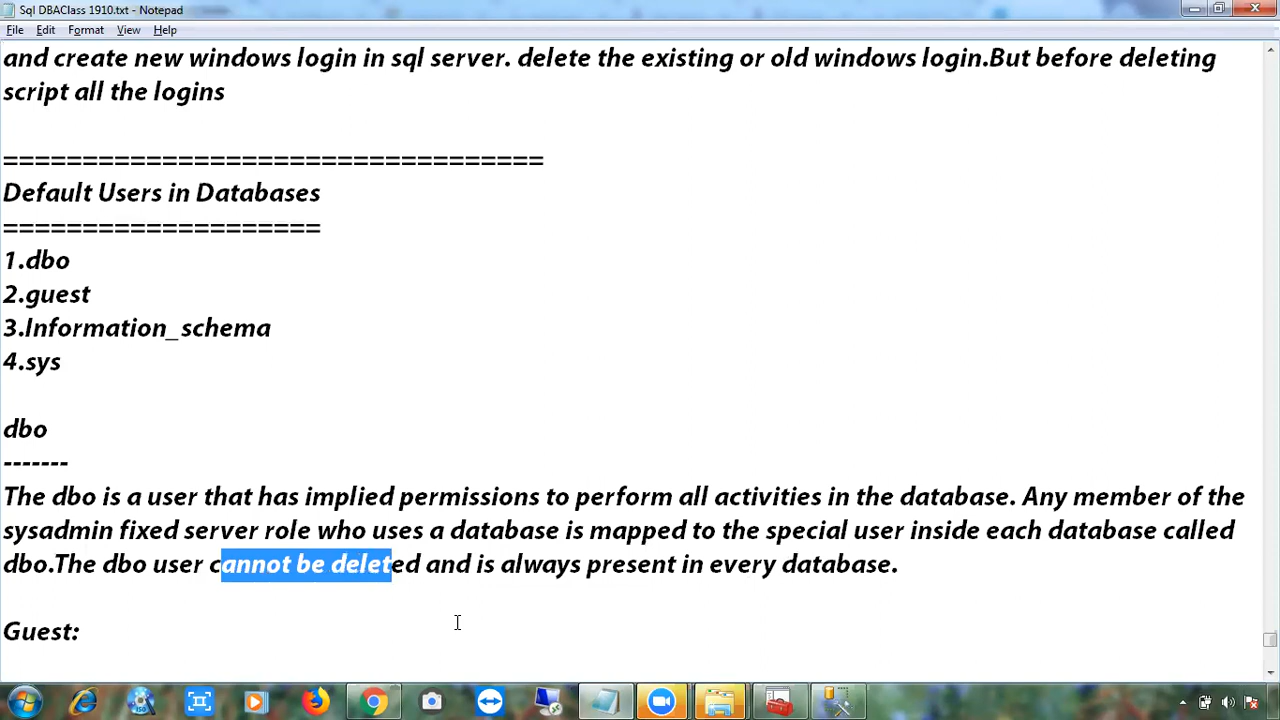 Sql DBAClass 1910.txt - Notepad
File Edit Format View Help
and create new windows login in sql server. delete the existing or old windows login.But before deleting
script all the logins
==================================
Default Users in Databases
====================
1.dbo
2.guest
3.Information_schema
4.sys
dbo
-------
The dbo is a user that has implied permissions to perform all activities in the database. Any member of the
sysadmin fixed server role who uses a database is mapped to the special user inside each database called
dbo.The dbo user cannot be deleted and is always present in every database.
Guest: